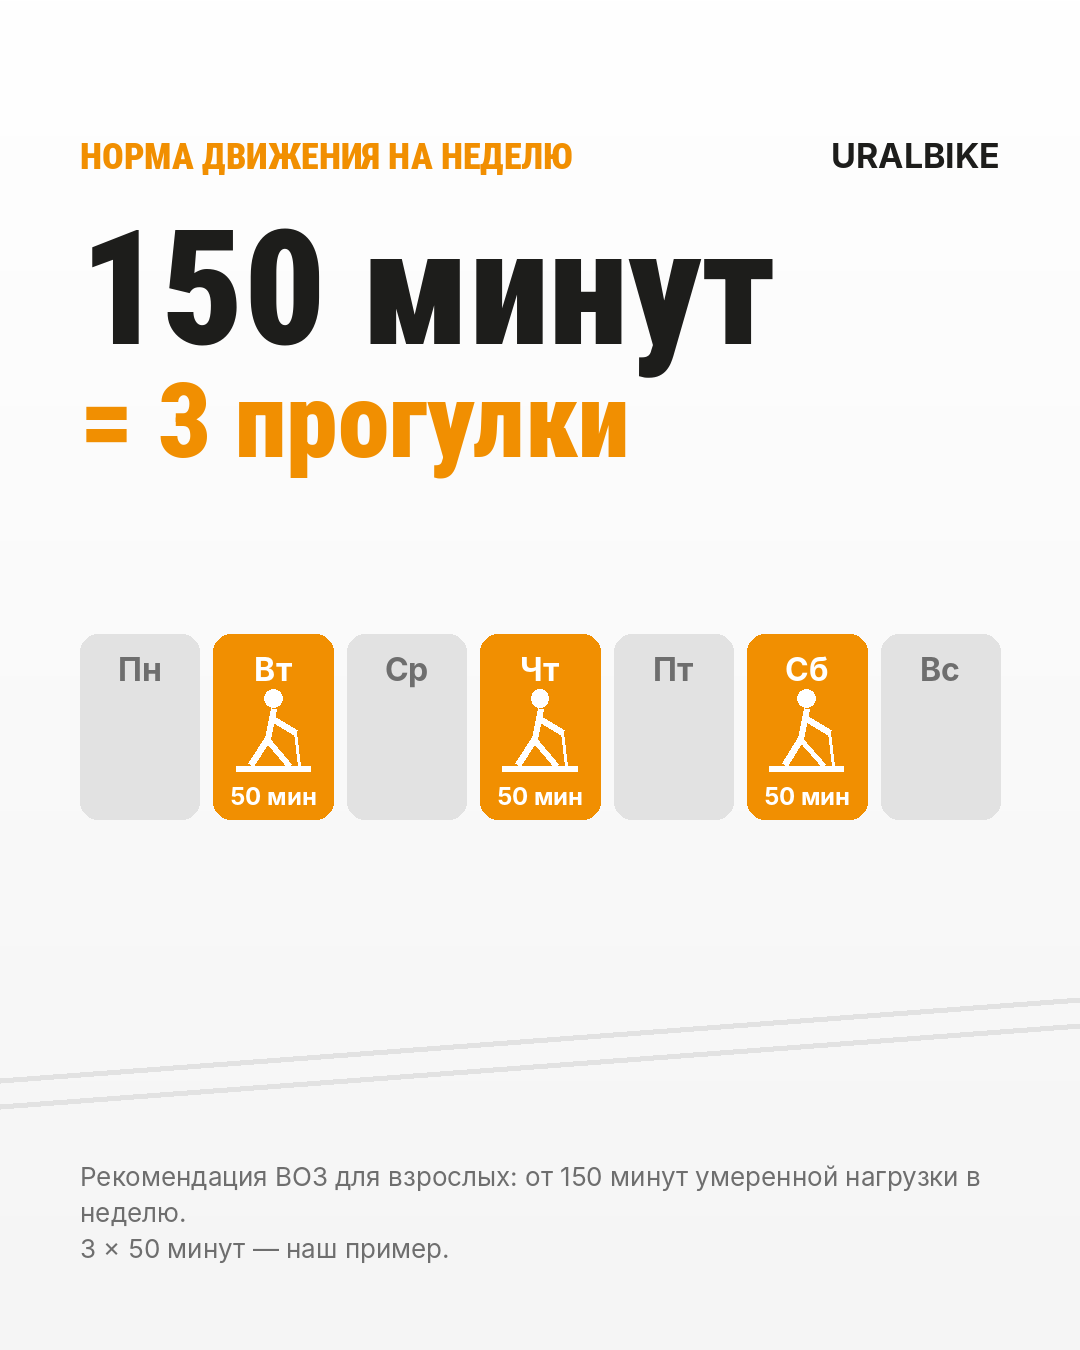 НОРМА ДВИЖЕНИЯ НА НЕДЕЛЮ
URALBIKE
150 минут
= 3 прогулки
Пн
Вт
Ср
Чт
Пт
Сб
Вс
50 мин
50 мин
50 мин
Рекомендация ВОЗ для взрослых: от 150 минут умеренной нагрузки в
неделю.
3 × 50 минут — наш пример.